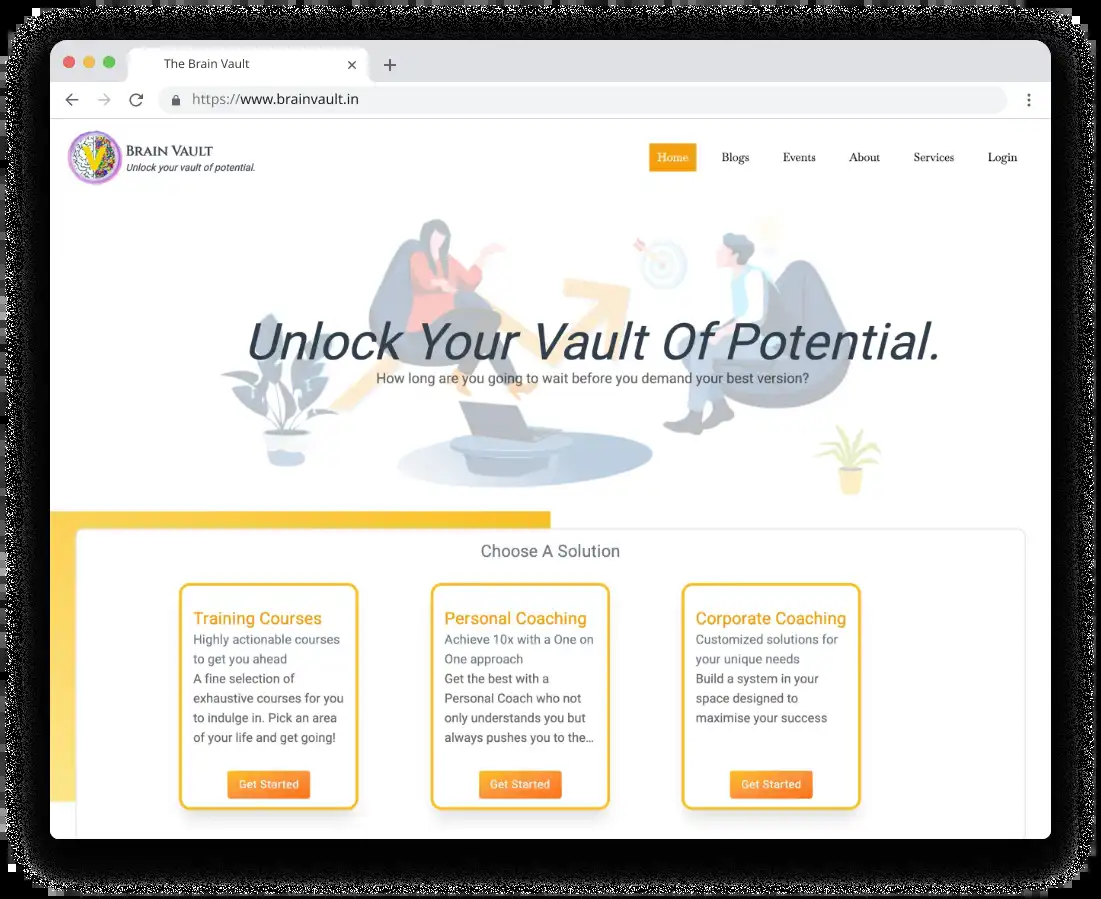 The Brain Vault
https://www.brainvault.in
Brain Vault
Unlock your vault of potential.
Home Blogs Events About Services Login
Unlock Your Vault Of Potential.
How long are you going to wait before you demand your best version?
Choose A Solution
Training Courses
Highly actionable courses
to get you ahead
A fine selection of
exhaustive courses for you
to indulge in. Pick an area
of your life and get going!
Get Started
Personal Coaching
Achieve 10x with a One on
One approach
Get the best with a
Personal Coach who not
only understands you but
always pushes you to the…
Get Started
Corporate Coaching
Customized solutions for
your unique needs
Build a system in your
space designed to
maximise your success
Get Started